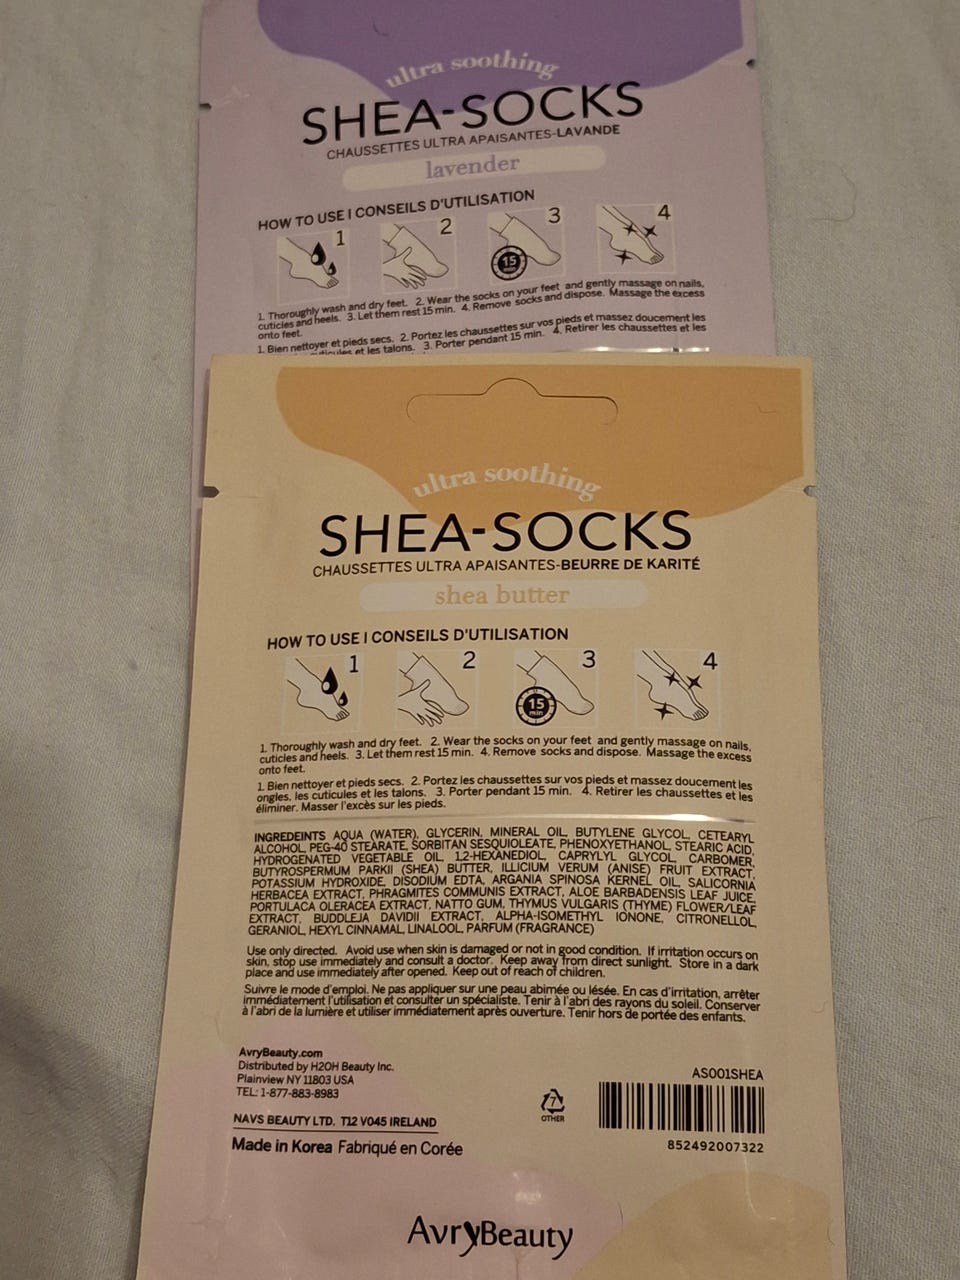 ultra soothing
SHEA-SOCKS
CHAUSSETTES ULTRA APAISANTES-LAVANDE
lavender
HOW TO USE I CONSEILS D'UTILISATION
1 2 3 4
15
1. Thoroughly wash and dry feet. 2. Wear the socks on your feet and gently massage on nails,
cuticles and heels. 3. Let them rest 15 min. 4. Remove socks and dispose. Massage the excess
onto feet.
1. Bien nettoyer et pieds secs. 2. Portez les chaussettes sur vos pieds et massez doucement les
cuticules et les talons. 3. Porter pendant 15 min. 4. Retirer les chaussettes et les
ultra soothing
SHEA-SOCKS
CHAUSSETTES ULTRA APAISANTES-BEURRE DE KARITÉ
shea butter
HOW TO USE I CONSEILS D'UTILISATION
1 2 3 4
15
min
1. Thoroughly wash and dry feet. 2. Wear the socks on your feet and gently massage on nails,
cuticles and heels. 3. Let them rest 15 min. 4. Remove socks and dispose. Massage the excess
onto feet.
1. Bien nettoyer et pieds secs. 2. Portez les chaussettes sur vos pieds et massez doucement les
ongles, les cuticules et les talons. 3. Porter pendant 15 min. 4. Retirer les chaussettes et les
éliminer. Masser l'excès sur les pieds.
INGREDEINTS AQUA (WATER), GLYCERIN, MINERAL OIL, BUTYLENE GLYCOL, CETEARYL
ALCOHOL, PEG-40 STEARATE, SORBITAN SESQUIOLEATE, PHENOXYETHANOL, STEARIC ACID,
HYDROGENATED VEGETABLE OIL, 1,2-HEXANEDIOL, CAPRYLYL GLYCOL, CARBOMER,
BUTYROSPERMUM PARKII (SHEA) BUTTER, ILLICIUM VERUM (ANISE) FRUIT EXTRACT,
POTASSIUM HYDROXIDE, DISODIUM EDTA, ARGANIA SPINOSA KERNEL OIL, SALICORNIA
HERBACEA EXTRACT, PHRAGMITES COMMUNIS EXTRACT, ALOE BARBADENSIS LEAF JUICE,
PORTULACA OLERACEA EXTRACT, NATTO GUM, THYMUS VULGARIS (THYME) FLOWER/LEAF
EXTRACT, BUDDLEJA DAVIDII EXTRACT, ALPHA-ISOMETHYL IONONE, CITRONELLOL,
GERANIOL, HEXYL CINNAMAL, LINALOOL, PARFUM (FRAGRANCE)
Use only directed. Avoid use when skin is damaged or not in good condition. If irritation occurs on
skin, stop use immediately and consult a doctor. Keep away from direct sunlight. Store in a dark
place and use immediately after opened. Keep out of reach of children.
Suivre le mode d'emploi. Ne pas appliquer sur une peau abimée ou lésée. En cas d'irritation, arrêter
immédiatement l'utilisation et consulter un spécialiste. Tenir à l'abri des rayons du soleil. Conserver
à l'abri de la lumière et utiliser immédiatement après ouverture. Tenir hors de portée des enfants.
AvryBeauty.com
Distributed by H2OH Beauty Inc.
Plainview NY 11803 USA
TEL: 1-877-883-8983
NAVS BEAUTY LTD. T12 V045 IRELAND
Made in Korea Fabriqué en Corée
7
OTHER
AS001SHEA
852492007322
AvryBeauty